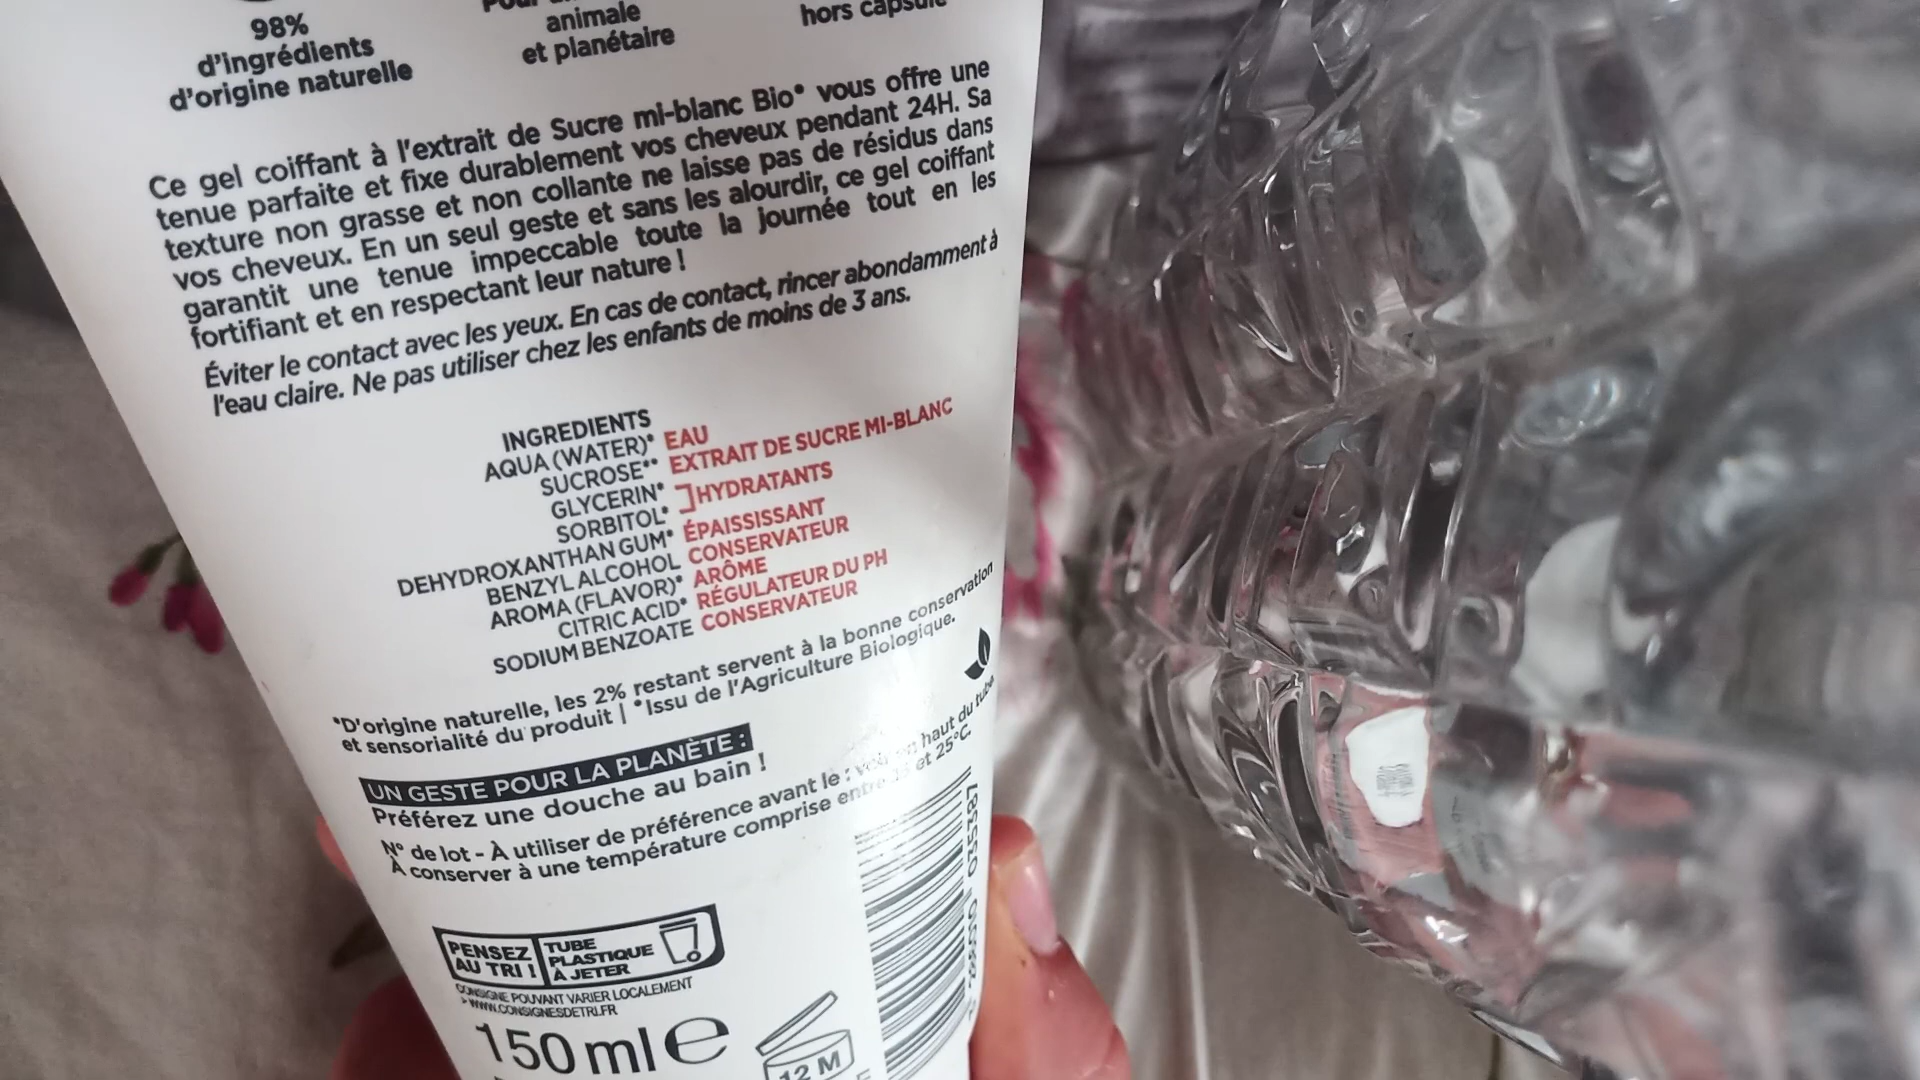 98%
d'ingrédients
d'origine naturelle
animale
et planétaire
hors capsule
Ce gel coiffant à l'extrait de Sucre mi-blanc Bio• vous offre une
tenue parfaite et fixe durablement vos cheveux pendant 24H. Sa
texture non grasse et non collante ne laisse pas de résidus dans
vos cheveux. En un seul geste et sans les alourdir, ce gel coiffant
garantit une tenue impeccable toute la journée tout en les
fortifiant et en respectant leur nature !
Éviter le contact avec les yeux. En cas de contact, rincer abondamment à
l'eau claire. Ne pas utiliser chez les enfants de moins de 3 ans.
INGREDIENTS
AQUA (WATER)* EAU
SUCROSE*• EXTRAIT DE SUCRE MI-BLANC
GLYCERIN*
SORBITOL* HYDRATANTS
DEHYDROXANTHAN GUM* ÉPAISSISSANT
BENZYL ALCOHOL CONSERVATEUR
AROMA (FLAVOR)* ARÔME
CITRIC ACID* RÉGULATEUR DU PH
SODIUM BENZOATE CONSERVATEUR
*D'origine naturelle, les 2% restant servent à la bonne conservation
et sensorialité du produit | •Issu de l'Agriculture Biologique.
UN GESTE POUR LA PLANÈTE :
Préférez une douche au bain !
N° de lot - À utiliser de préférence avant le : haut du tube
À conserver à une température comprise entre et 25°C.
PENSEZ
AU TRI !
TUBE
PLASTIQUE
À JETER
CONSIGNE POUVANT VARIER LOCALEMENT
> WWW.CONSIGNESDETRI.FR
150 ml e
12 M